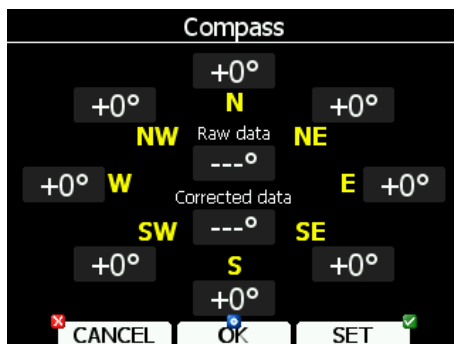 Compass
+0°
+0° N +0°
NW Raw data NE
---°
+0° W E +0°
Corrected data
SW ---° SE
+0° S +0°
+0°
CANCEL OK SET